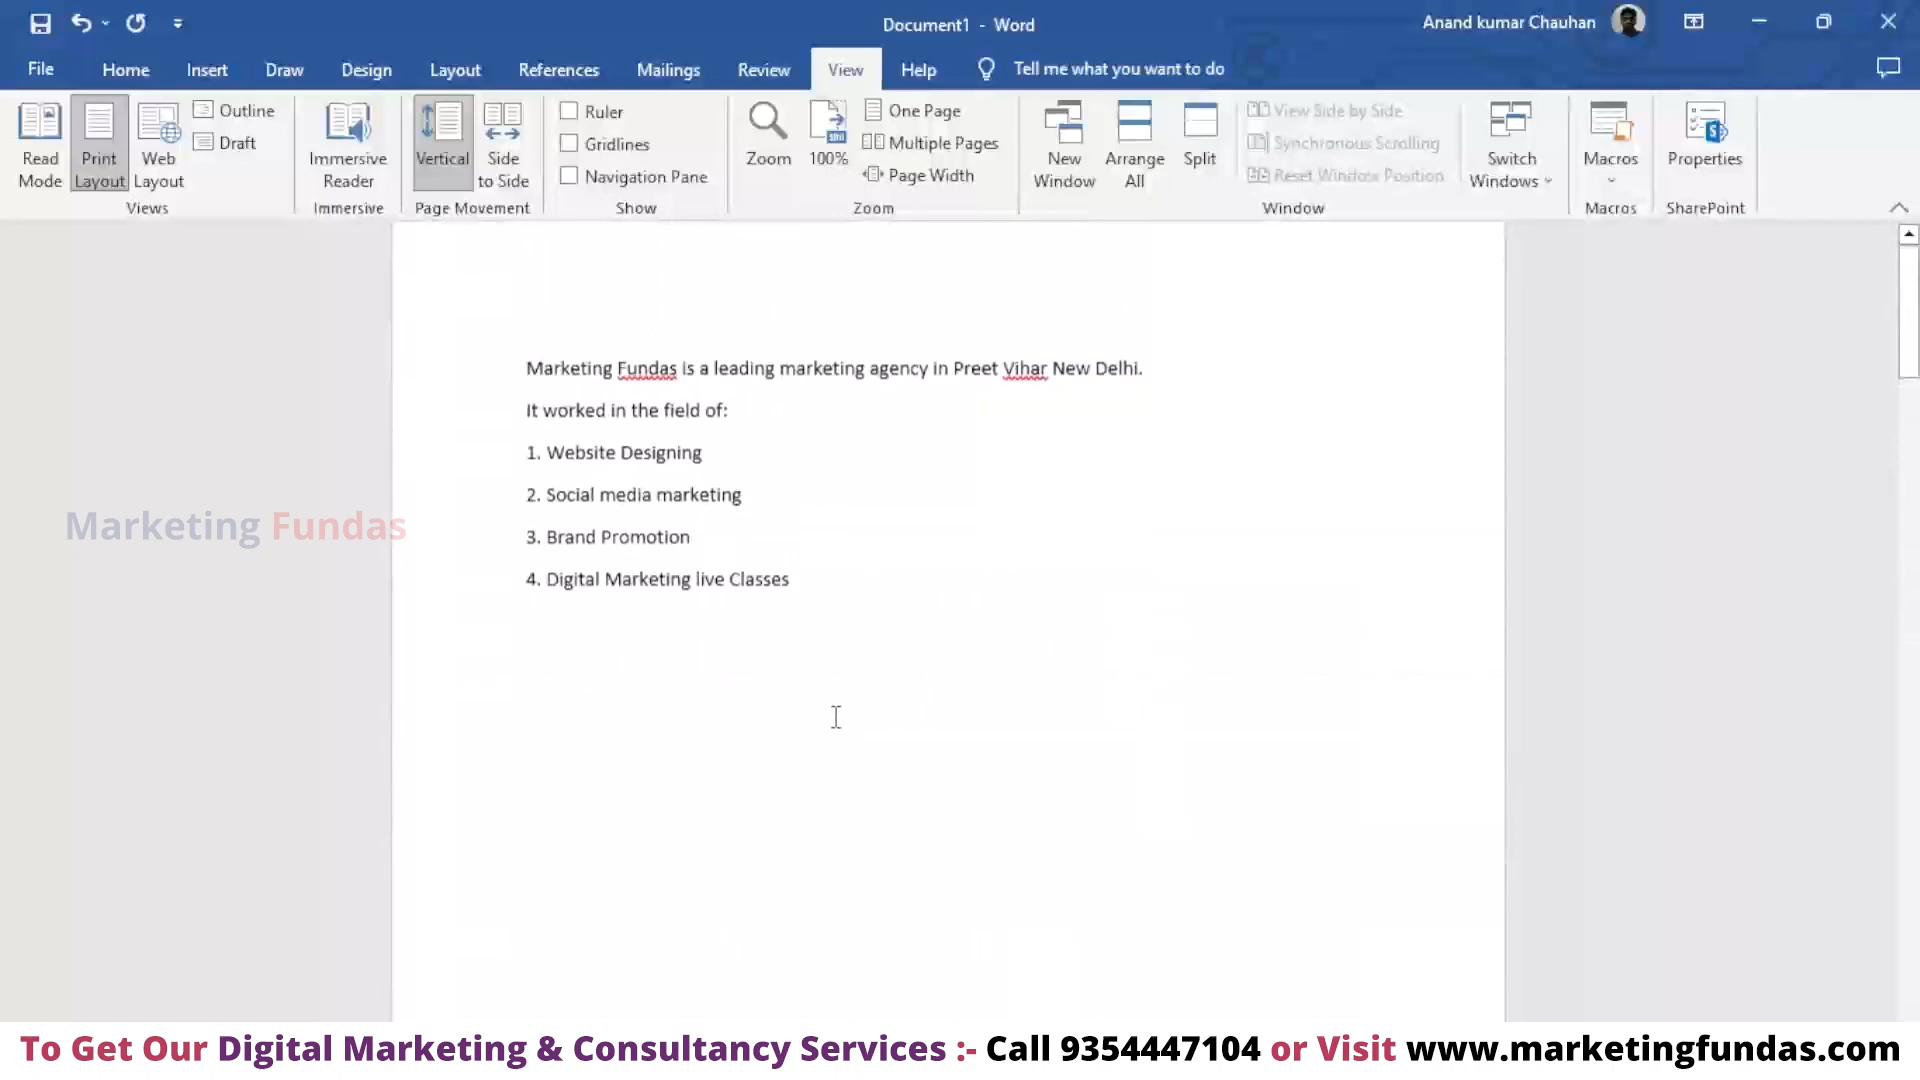 Document1 - Word
Anand kumar Chauhan
File Home Insert Draw Design Layout References Mailings Review View Help Tell me what you want to do
Read Mode
Print Layout
Web Layout
Outline
Draft
Views
Immersive Reader
Immersive
Vertical
Side to Side
Page Movement
Ruler
Gridlines
Navigation Pane
Show
Zoom
100%
One Page
Multiple Pages
Page Width
Zoom
New Window
Arrange All
Split
View Side by Side
Synchronous Scrolling
Reset Window Position
Switch Windows
Window
Macros
Macros
Properties
SharePoint
Marketing Fundas is a leading marketing agency in Preet Vihar New Delhi.
It worked in the field of:
1. Website Designing
2. Social media marketing
3. Brand Promotion
4. Digital Marketing live Classes
Marketing Fundas
To Get Our Digital Marketing & Consultancy Services :- Call 9354447104 or Visit www.marketingfundas.com